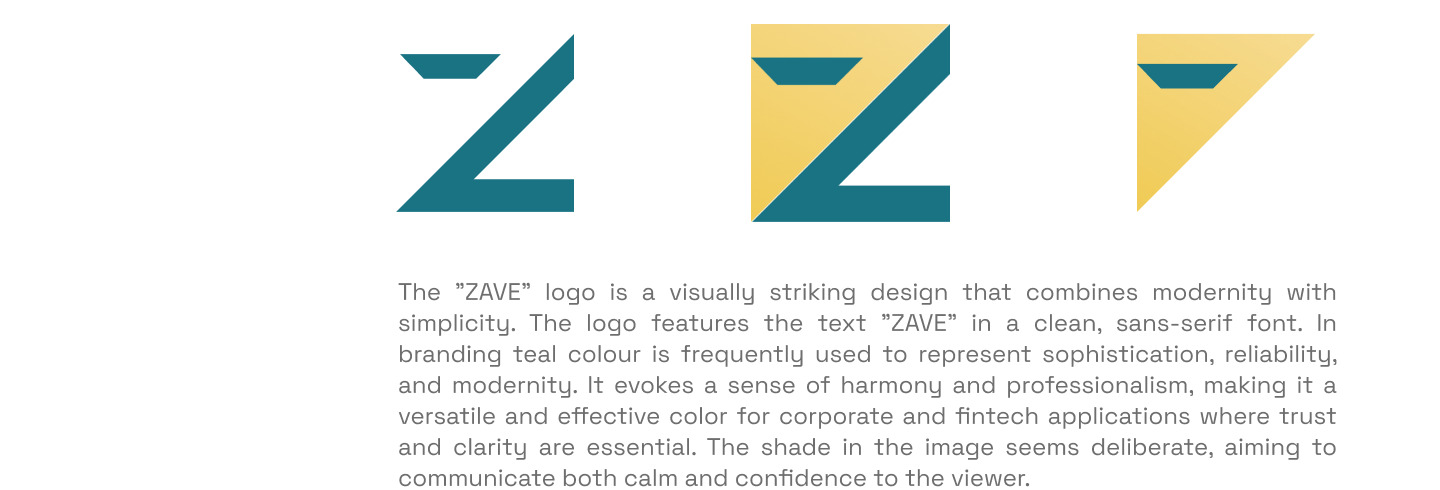 The ”ZAVE” logo is a visually striking design that combines modernity with
simplicity. The logo features the text ”ZAVE” in a clean, sans-serif font. In
branding teal colour is frequently used to represent sophistication, reliability,
and modernity. It evokes a sense of harmony and professionalism, making it a
versatile and effective color for corporate and fintech applications where trust
and clarity are essential. The shade in the image seems deliberate, aiming to
communicate both calm and confidence to the viewer.